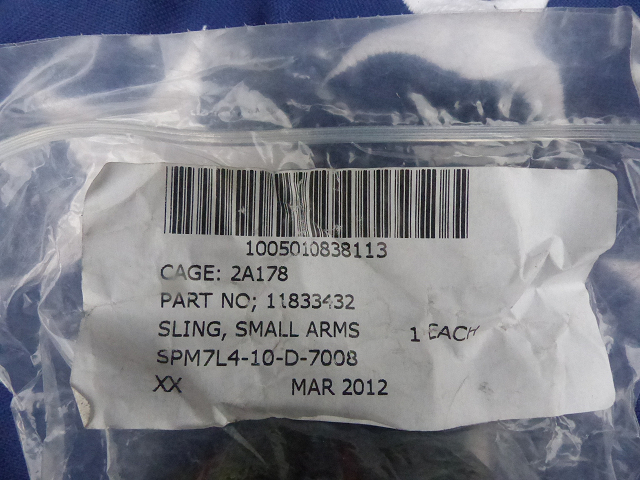 1005010838113
CAGE: 2A178
PART NO; 11833432
SLING, SMALL ARMS 1 EACH
SPM7L4-10-D-7008
XX MAR 2012